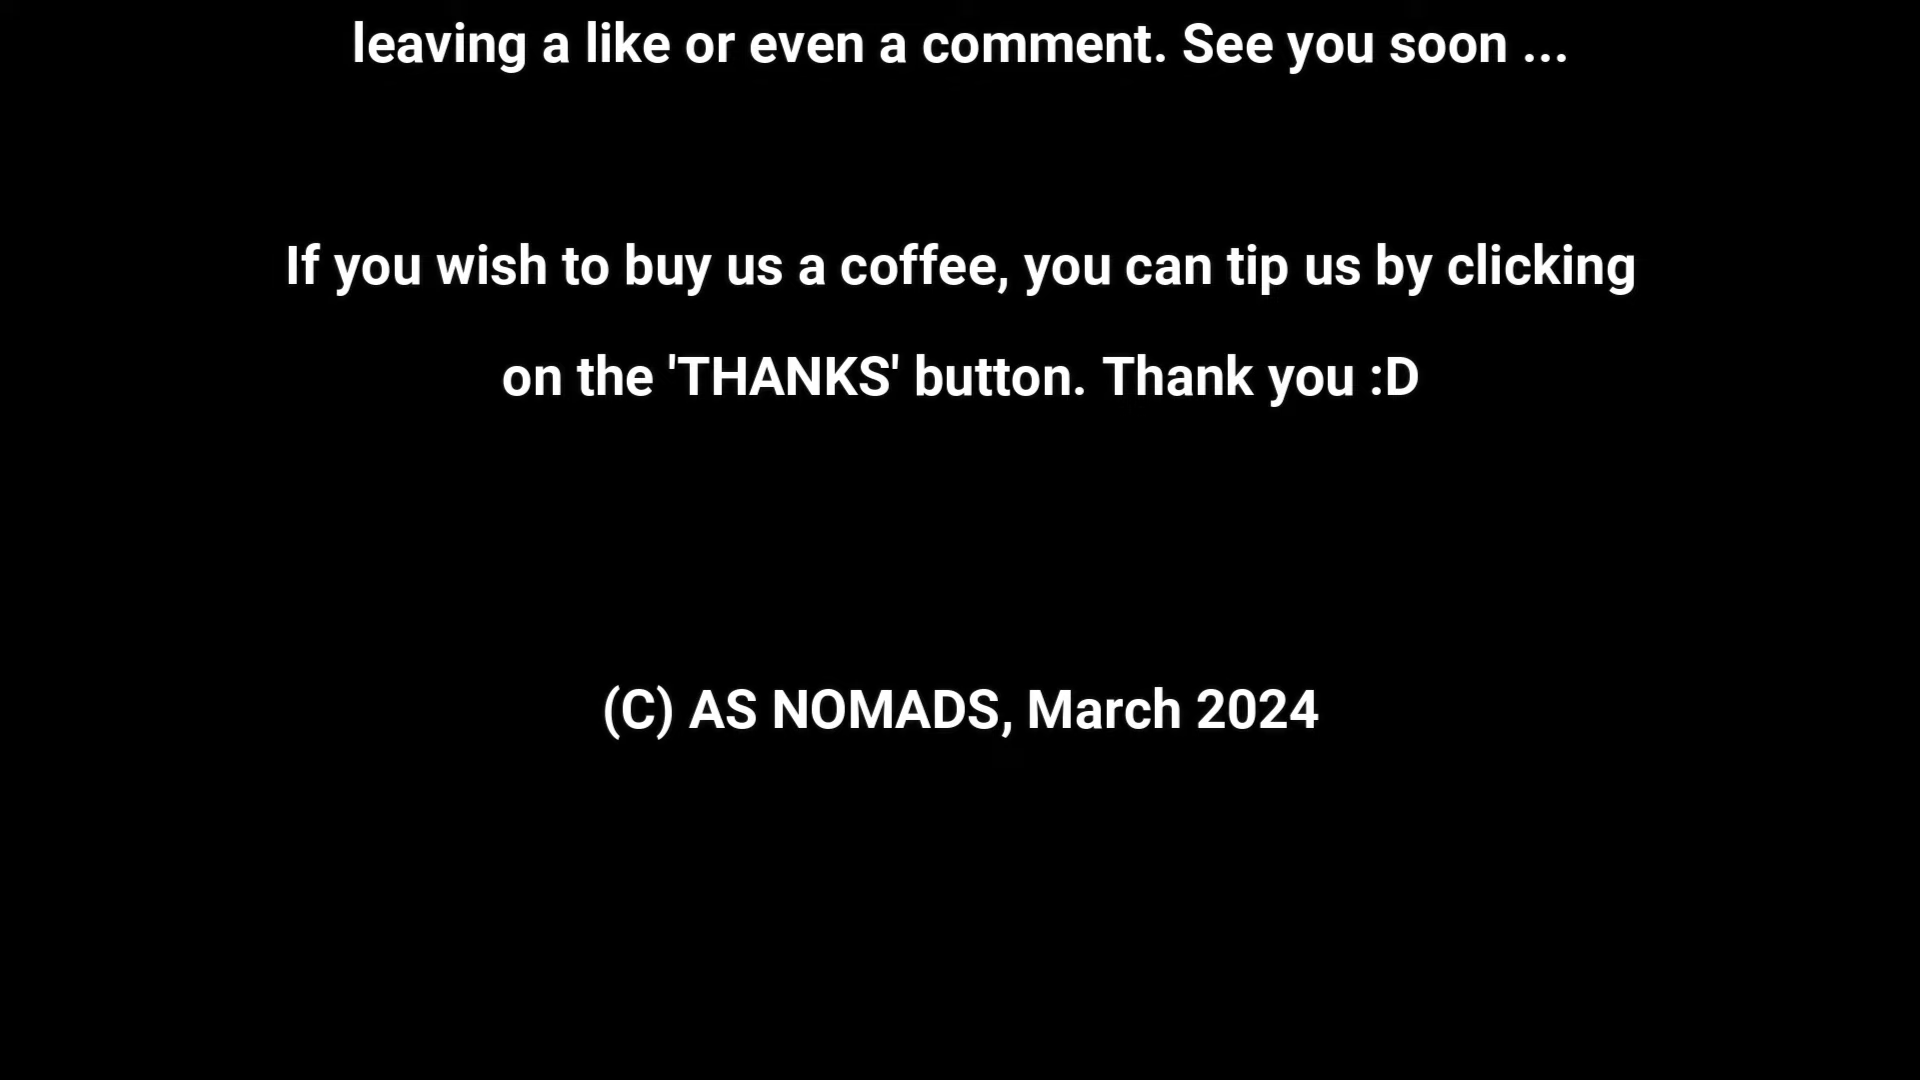 leaving a like or even a comment. See you soon ...
If you wish to buy us a coffee, you can tip us by clicking
on the 'THANKS' button. Thank you :D
(C) AS NOMADS, March 2024